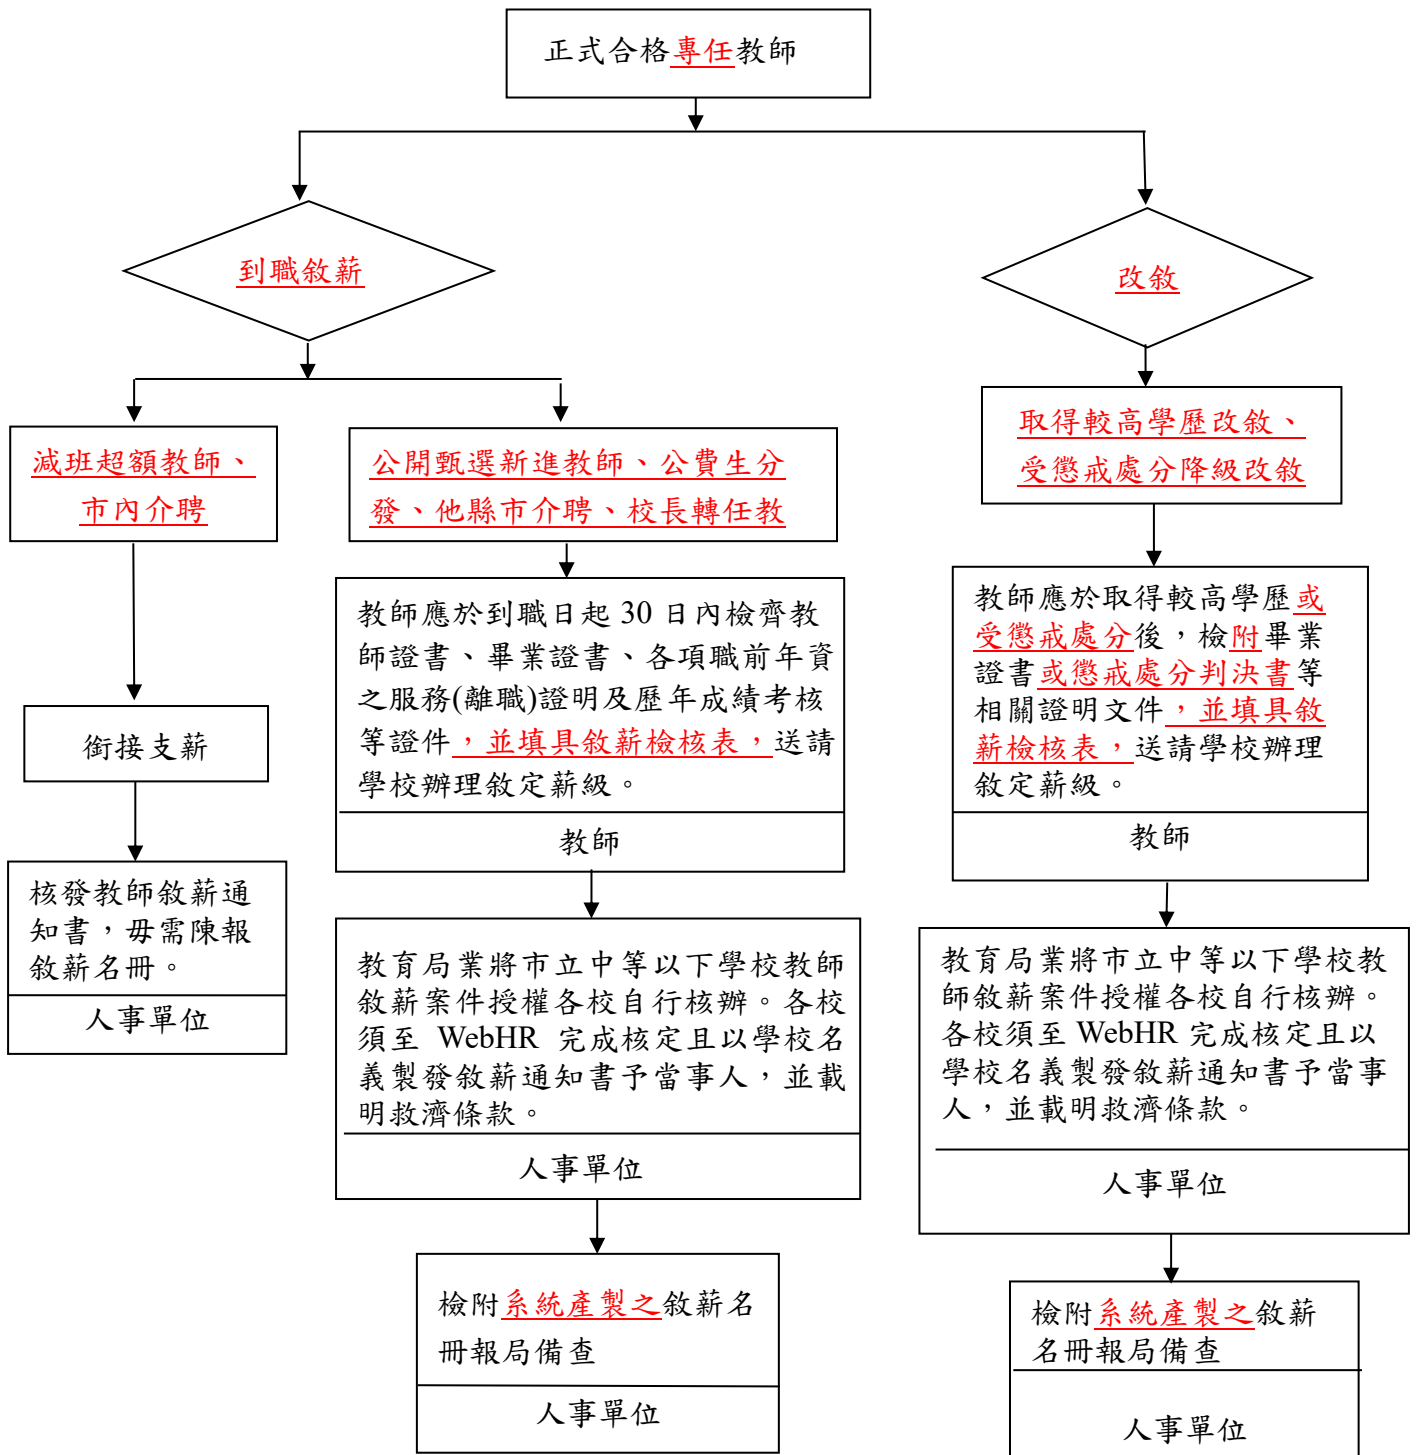 正式合格專任教師
到職敘薪
改敘
減班超額教師、
市內介聘
公開甄選新進教師、公費生分
發、他縣市介聘、校長轉任教
取得較高學歷改敘、
受懲戒處分降級改敘
銜接支薪
核發教師敘薪通
知書，毋需陳報
敘薪名冊。
人事單位
教師應於到職日起 30 日內檢齊教
師證書、畢業證書、各項職前年資
之服務(離職)證明及歷年成績考核
等證件，並填具敘薪檢核表，送請
學校辦理敘定薪級。
教師
教育局業將市立中等以下學校教師
敘薪案件授權各校自行核辦。各校
須至 WebHR 完成核定且以學校名
義製發敘薪通知書予當事人，並載
明救濟條款。
人事單位
檢附系統產製之敘薪名
冊報局備查
人事單位
教師應於取得較高學歷或
受懲戒處分後，檢附畢業
證書或懲戒處分判決書等
相關證明文件，並填具敘
薪檢核表，送請學校辦理
敘定薪級。
教師
教育局業將市立中等以下學校教
師敘薪案件授權各校自行核辦。
各校須至 WebHR 完成核定且以
學校名義製發敘薪通知書予當事
人，並載明救濟條款。
人事單位
檢附系統產製之敘薪
名冊報局備查
人事單位